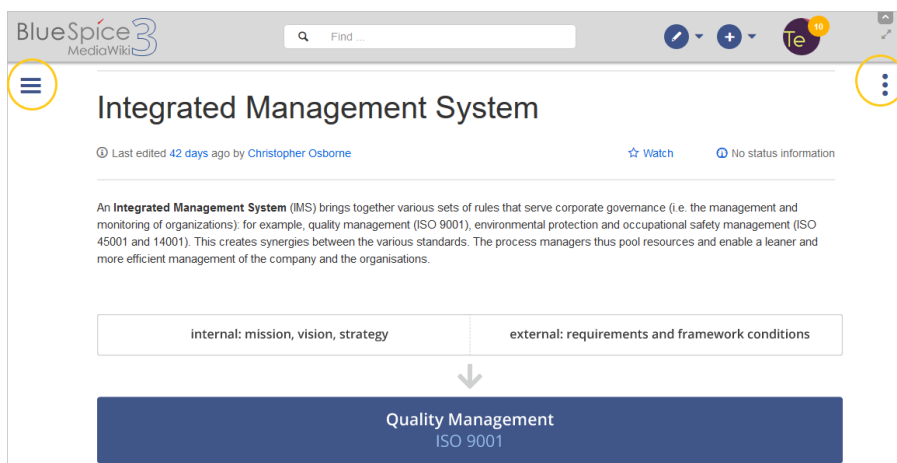 BlueSpice 3
MediaWiki
Find ...
Te
10
Integrated Management System
Last edited 42 days ago by Christopher Osborne
Watch
No status information
An Integrated Management System (IMS) brings together various sets of rules that serve corporate governance (i.e. the management and
monitoring of organizations): for example, quality management (ISO 9001), environmental protection and occupational safety management (ISO
45001 and 14001). This creates synergies between the various standards. The process managers thus pool resources and enable a leaner and
more efficient management of the company and the organisations.
internal: mission, vision, strategy
external: requirements and framework conditions
Quality Management
ISO 9001